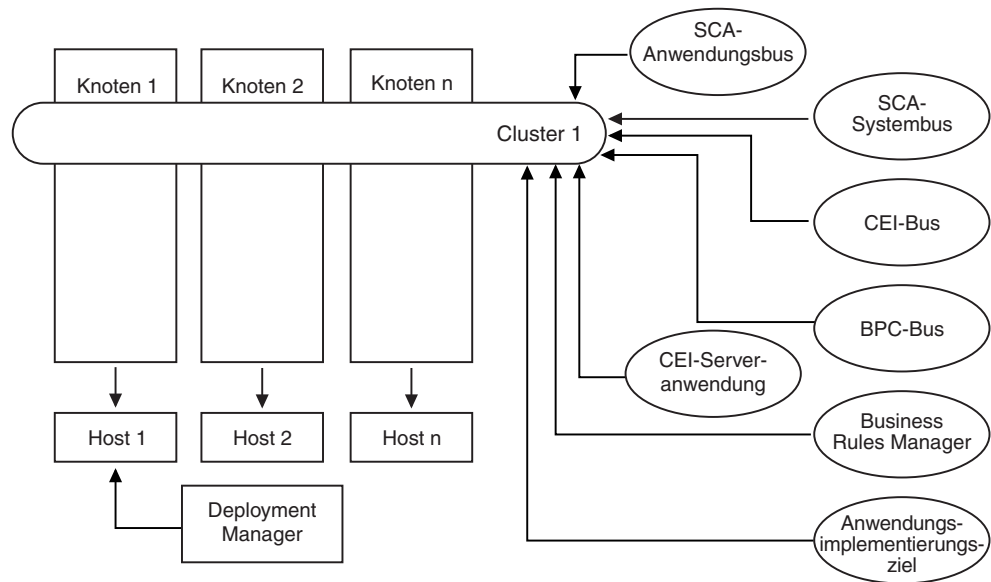 SCA-
Anwendungsbus
Knoten 1
Knoten 2
Knoten n
SCA-
Systembus
Cluster 1
CEI-Bus
BPC-Bus
CEI-Server-
anwendung
Business
Rules Manager
Host 1
Host 2
Host n
Deployment
Manager
Anwendungs-
implementierungs-
ziel